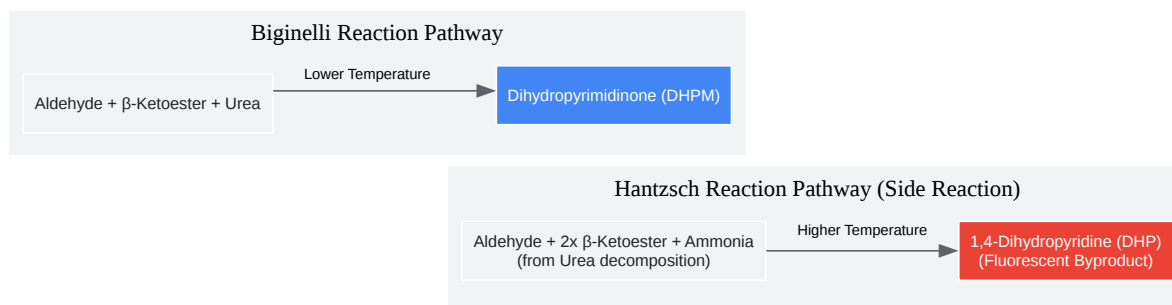 Biginelli Reaction Pathway
Aldehyde + β-Ketoester + Urea
Lower Temperature
Dihydropyrimidinone (DHPM)
Hantzsch Reaction Pathway (Side Reaction)
Aldehyde + 2x β-Ketoester + Ammonia
(from Urea decomposition)
Higher Temperature
1,4-Dihydropyridine (DHP)
(Fluorescent Byproduct)